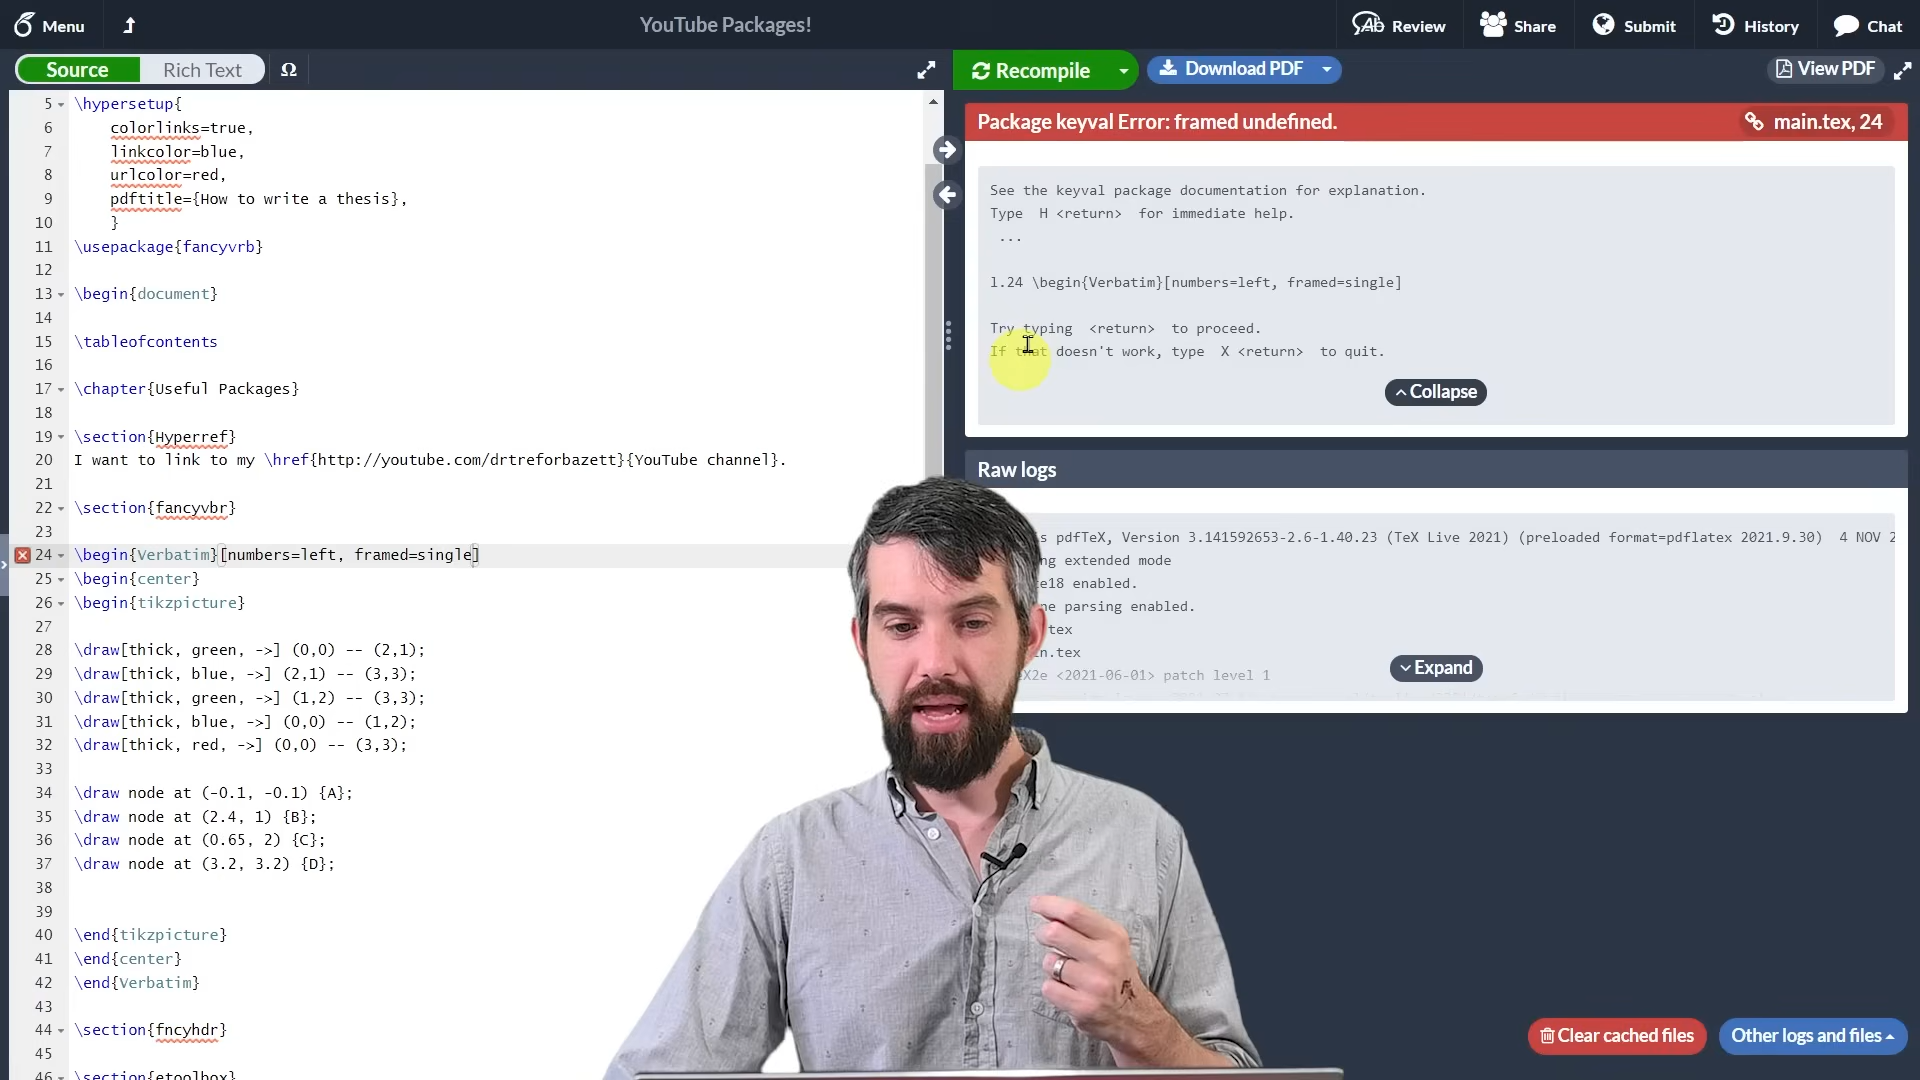 Menu
YouTube Packages!
Review
Share
Submit
History
Chat
Source
Rich Text
Ω
Recompile
Download PDF
View PDF
5 \hypersetup{
6 colorlinks=true,
7 linkcolor=blue,
8 urlcolor=red,
9 pdftitle={How to write a thesis},
10 }
11 \usepackage{fancyvrb}
12
13 \begin{document}
14
15 \tableofcontents
16
17 \chapter{Useful Packages}
18
19 \section{Hyperref}
20 I want to link to my \href{http://youtube.com/drtreforbazett}{YouTube channel}.
21
22 \section{fancyvbr}
23
24 \begin{Verbatim}[numbers=left, framed=single]
25 \begin{center}
26 \begin{tikzpicture}
27
28 \draw[thick, green, ->] (0,0) -- (2,1);
29 \draw[thick, blue, ->] (2,1) -- (3,3);
30 \draw[thick, green, ->] (1,2) -- (3,3);
31 \draw[thick, blue, ->] (0,0) -- (1,2);
32 \draw[thick, red, ->] (0,0) -- (3,3);
33
34 \draw node at (-0.1, -0.1) {A};
35 \draw node at (2.4, 1) {B};
36 \draw node at (0.65, 2) {C};
37 \draw node at (3.2, 3.2) {D};
38
39
40 \end{tikzpicture}
41 \end{center}
42 \end{Verbatim}
43
44 \section{fncyhdr}
45
46 \section{etoolbox}
Package keyval Error: framed undefined.
main.tex, 24
See the keyval package documentation for explanation.
Type H <return> for immediate help.
...
l.24 \begin{Verbatim}[numbers=left, framed=single]
Try typing <return> to proceed.
If that doesn't work, type X <return> to quit.
Collapse
Raw logs
s pdfTeX, Version 3.141592653-2.6-1.40.23 (TeX Live 2021) (preloaded format=pdflatex 2021.9.30) 4 NOV 2
ng extended mode
e18 enabled.
ne parsing enabled.
tex
n.tex
X2e <2021-06-01> patch level 1
Expand
Clear cached files
Other logs and files